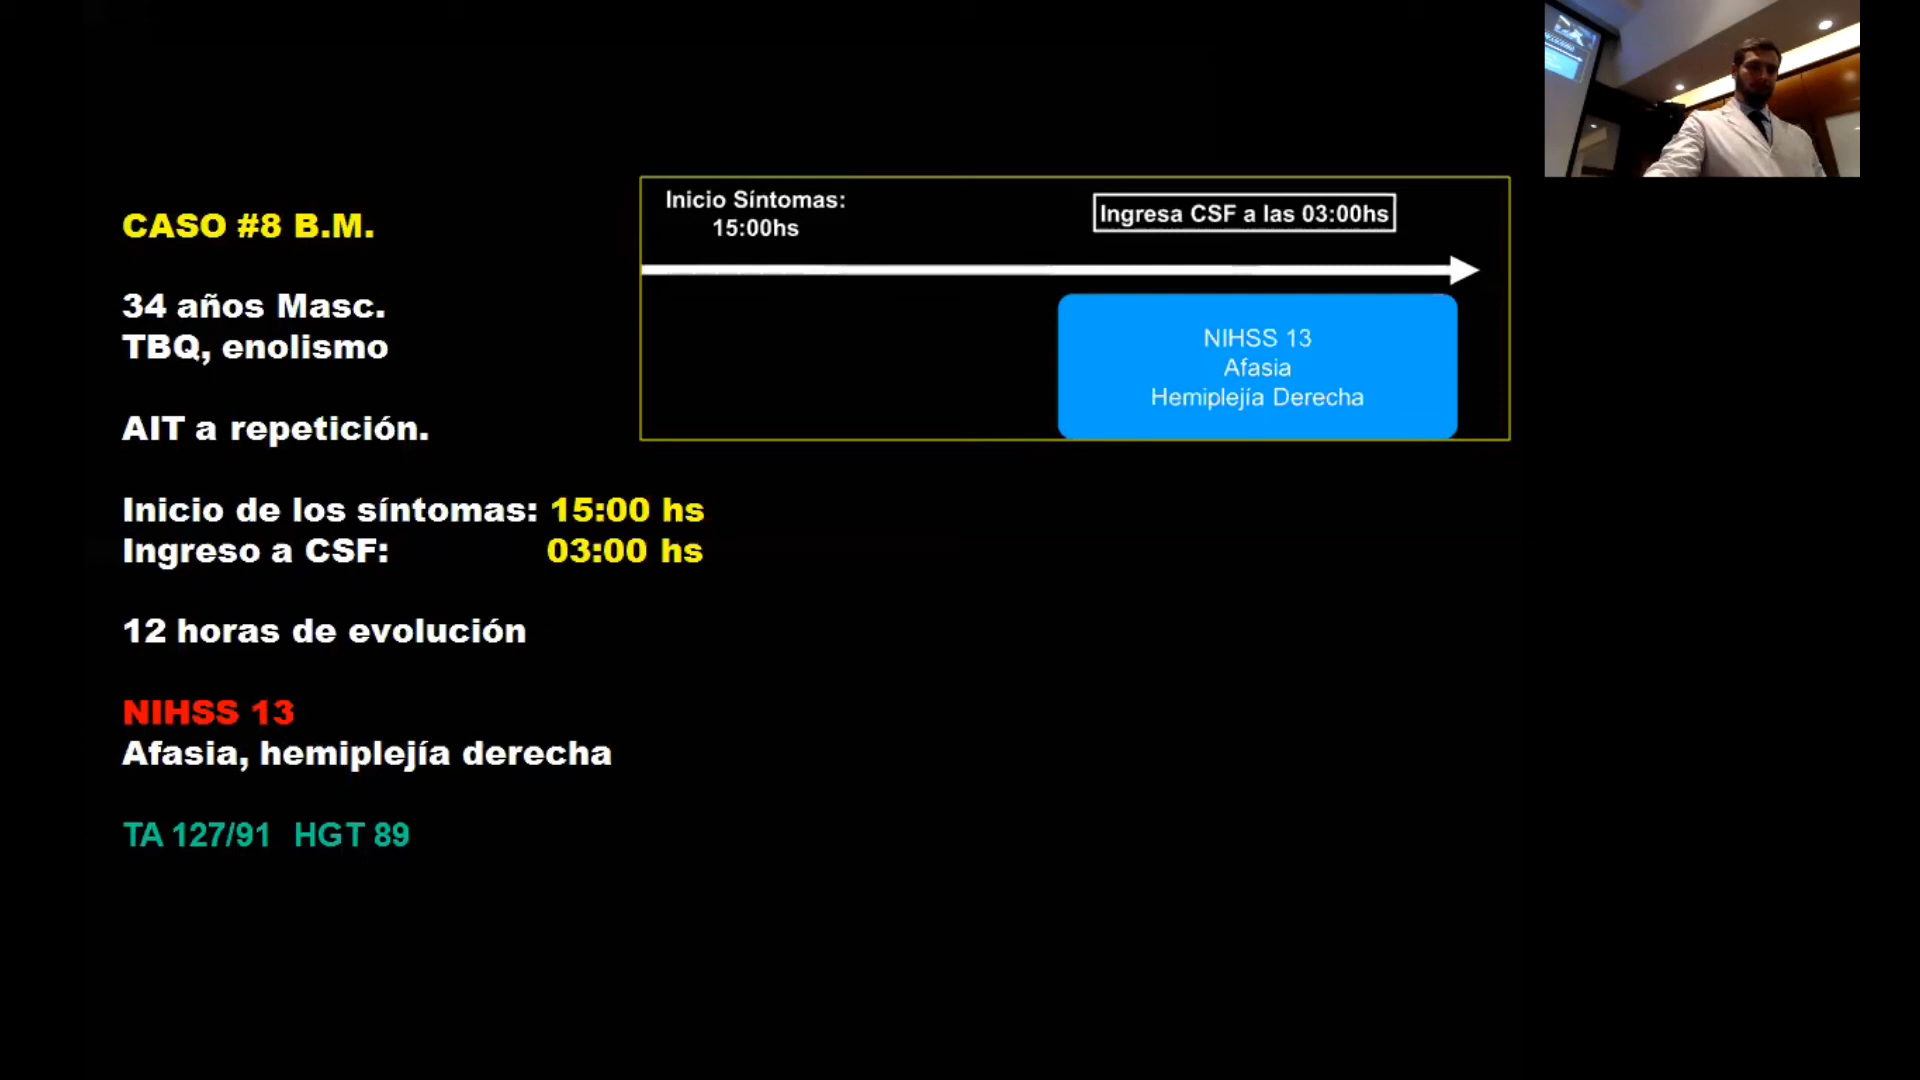 CASO #8 B.M.
34 años Masc.
TBQ, enolismo
AIT a repetición.
Inicio de los síntomas: 15:00 hs
Ingreso a CSF: 03:00 hs
12 horas de evolución
NIHSS 13
Afasia, hemiplejía derecha
TA 127/91 HGT 89
Inicio Síntomas:
15:00hs
Ingresa CSF a las 03:00hs
NIHSS 13
Afasia
Hemiplejía Derecha